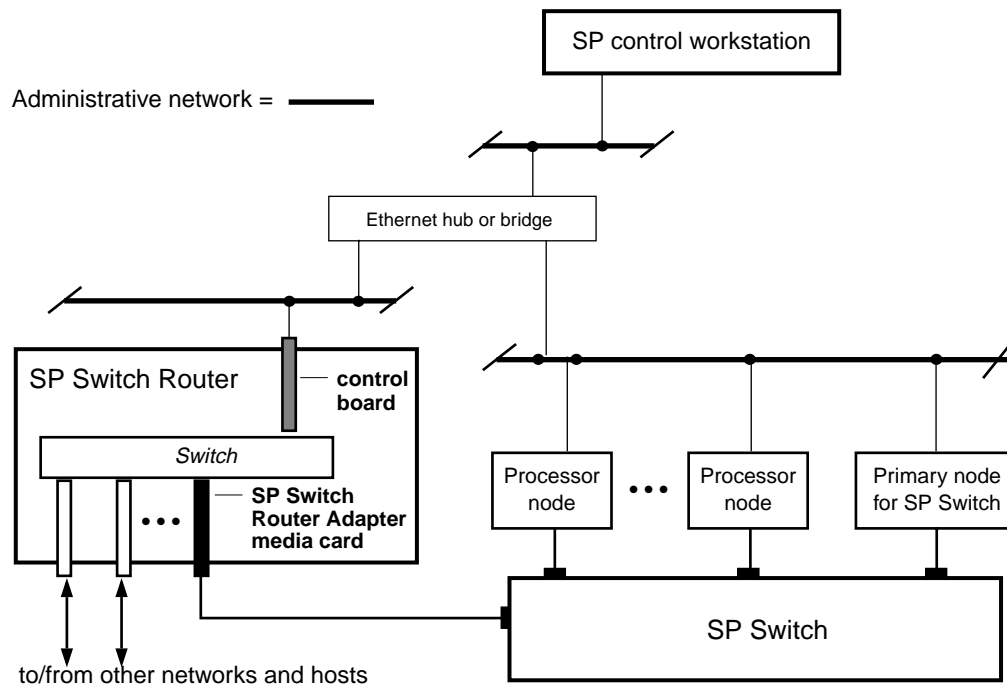 SP control workstation
Administrative network =
Ethernet hub or bridge
SP Switch Router
control
board
Switch
SP Switch
Router Adapter
media card
Processor
node
•••
Processor
node
Primary node
for SP Switch
•••
SP Switch
to/from other networks and hosts